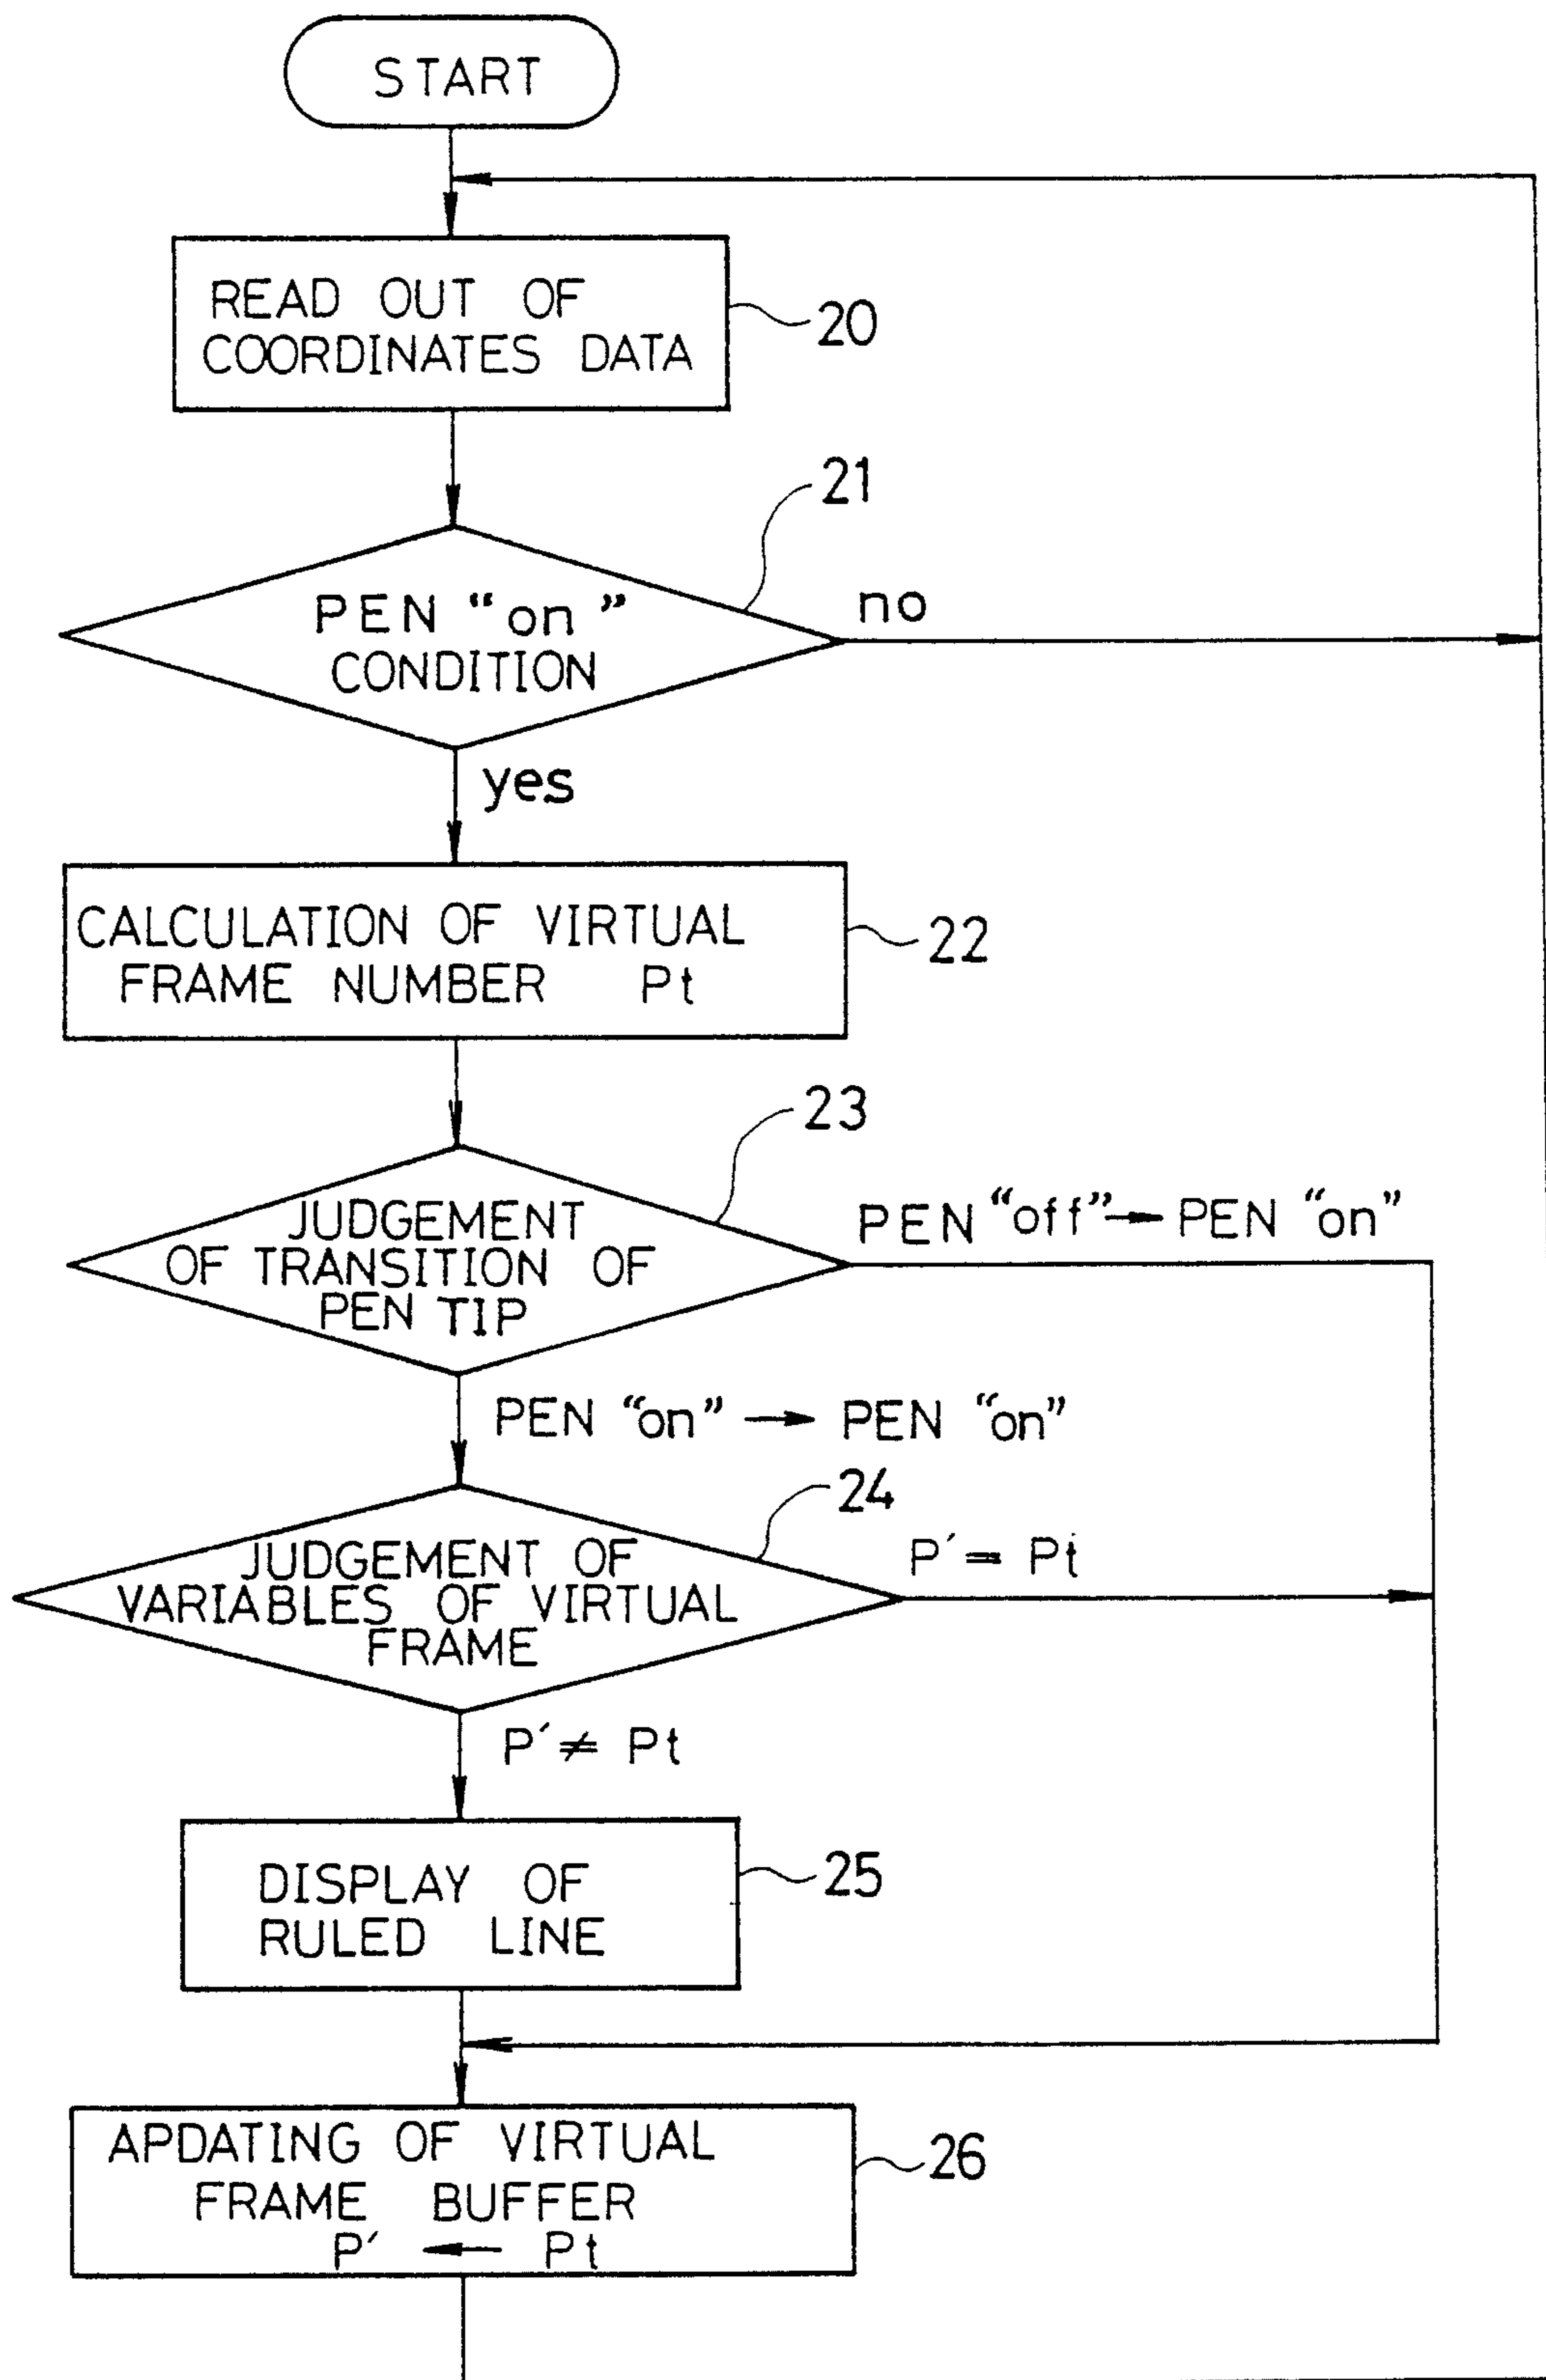 START
READ OUT OF
COORDINATES DATA
20
21
PEN “on”
CONDITION
no
yes
CALCULATION OF VIRTUAL
FRAME NUMBER Pt
22
23
JUDGEMENT
OF TRANSITION OF
PEN TIP
PEN “off” → PEN “on”
PEN “on” → PEN “on”
24
JUDGEMENT OF
VARIABLES OF VIRTUAL
FRAME
P′ = Pt
P′ ≠ Pt
DISPLAY OF
RULED LINE
25
APDATING OF VIRTUAL
FRAME BUFFER
P′ ← Pt
26